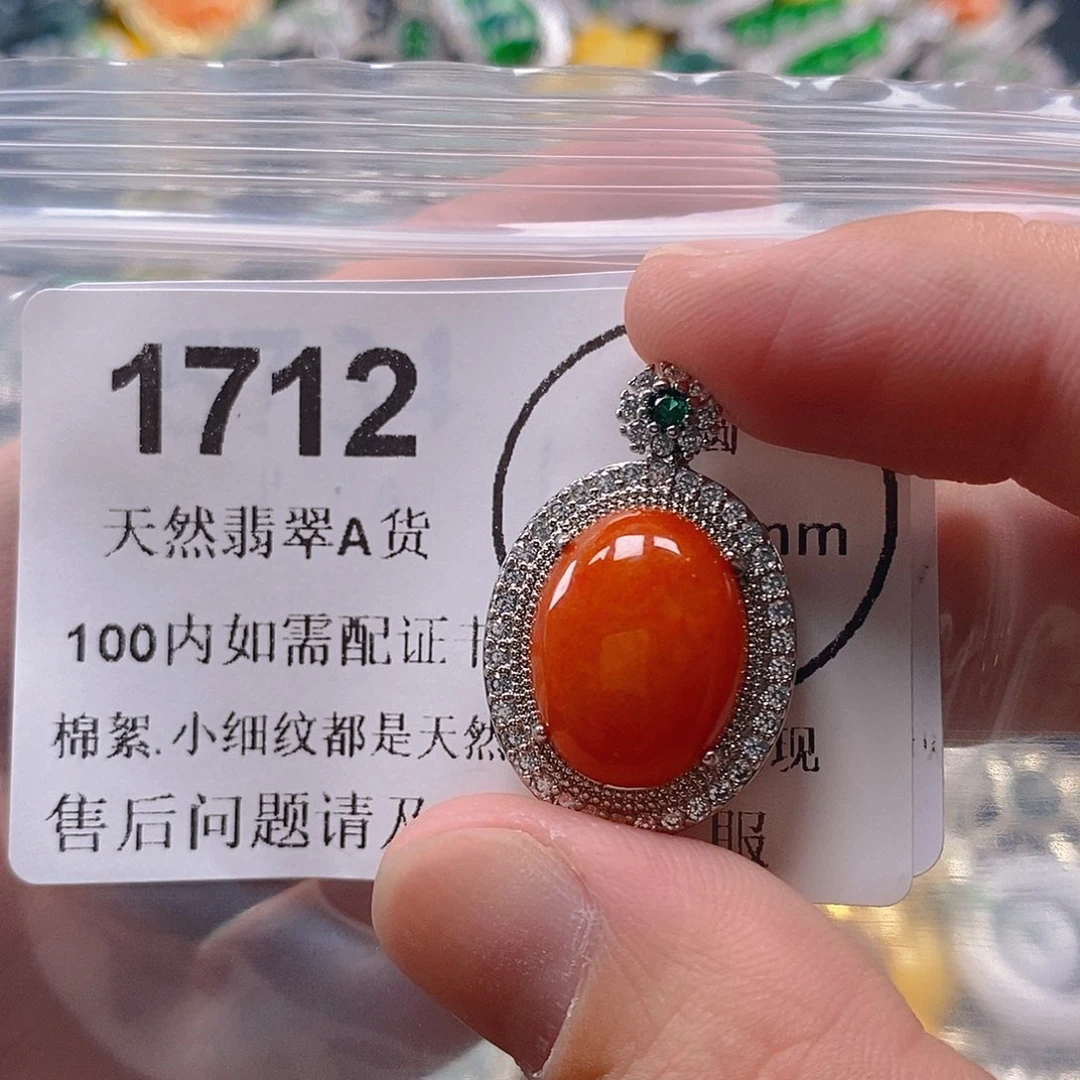 1712
天然翡翠A货
mm
100内如需配证
棉絮.小细纹都是天然
现
售后问题请及
服